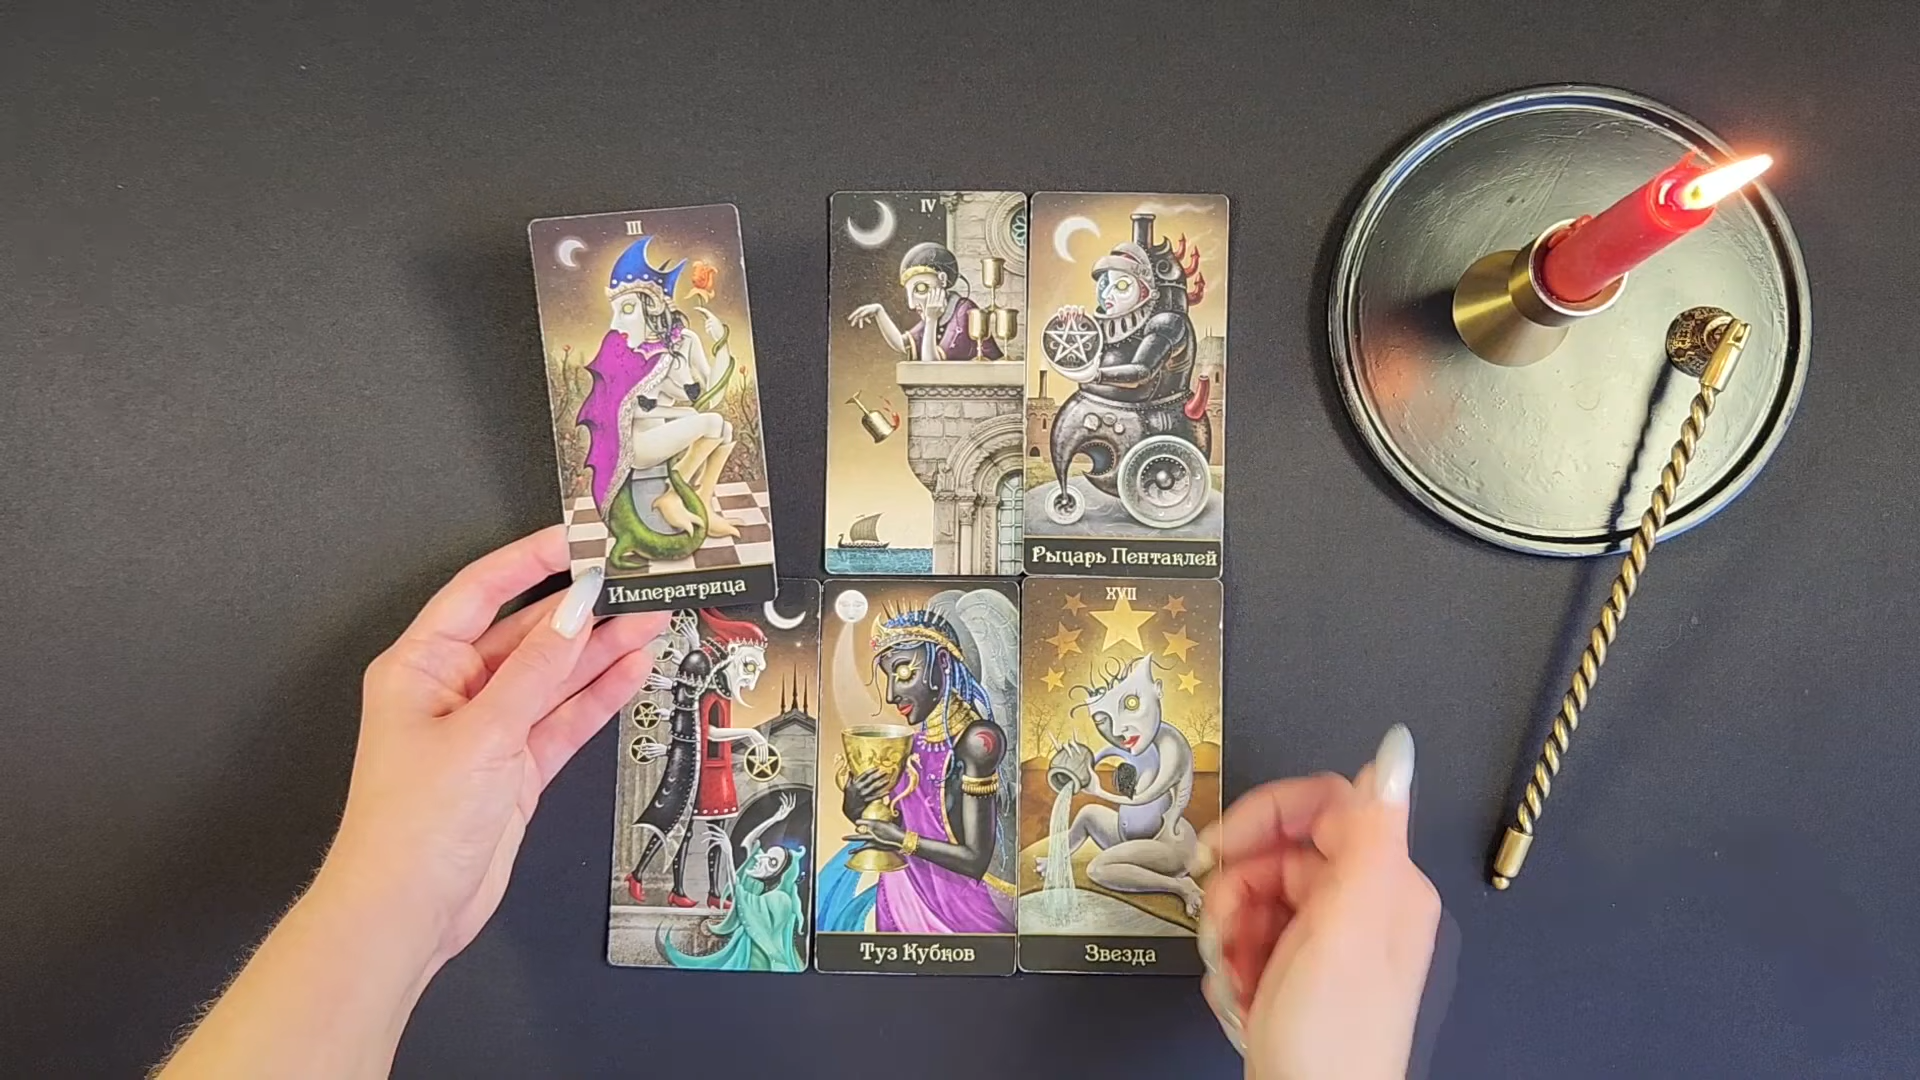 III
IV
Рыцарь Пентаклей
Императрица
XVII
Туз Кубков
Звезда